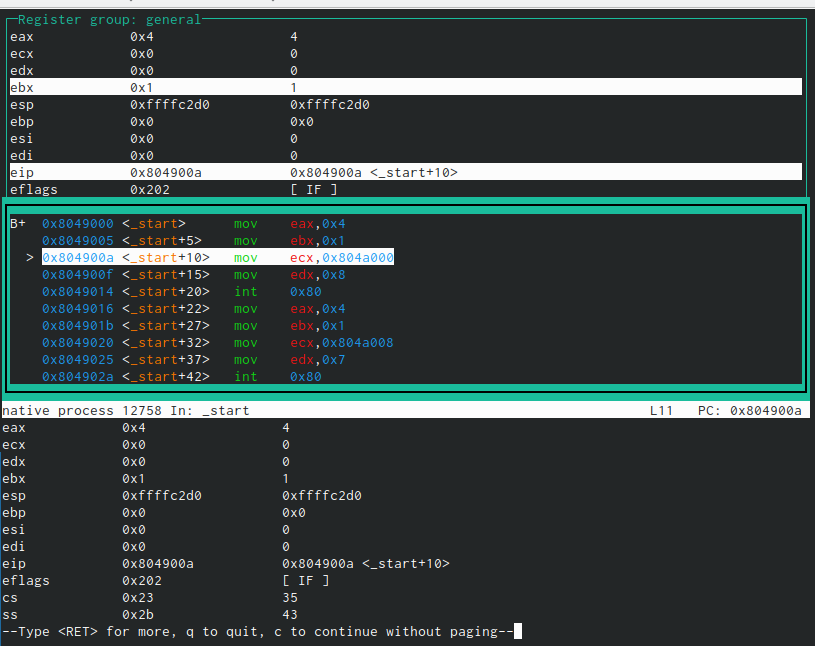 Register group: general
eax 0x4 4
ecx 0x0 0
edx 0x0 0
ebx 0x1 1
esp 0xffffc2d0 0xffffc2d0
ebp 0x0 0x0
esi 0x0 0
edi 0x0 0
eip 0x804900a 0x804900a <_start+10>
eflags 0x202 [ IF ]
B+ 0x8049000 <_start> mov eax,0x4
0x8049005 <_start+5> mov ebx,0x1
> 0x804900a <_start+10> mov ecx,0x804a000
0x804900f <_start+15> mov edx,0x8
0x8049014 <_start+20> int 0x80
0x8049016 <_start+22> mov eax,0x4
0x804901b <_start+27> mov ebx,0x1
0x8049020 <_start+32> mov ecx,0x804a008
0x8049025 <_start+37> mov edx,0x7
0x804902a <_start+42> int 0x80
native process 12758 In: _start L11 PC: 0x804900a
eax 0x4 4
ecx 0x0 0
edx 0x0 0
ebx 0x1 1
esp 0xffffc2d0 0xffffc2d0
ebp 0x0 0x0
esi 0x0 0
edi 0x0 0
eip 0x804900a 0x804900a <_start+10>
eflags 0x202 [ IF ]
cs 0x23 35
ss 0x2b 43
--Type <RET> for more, q to quit, c to continue without paging--